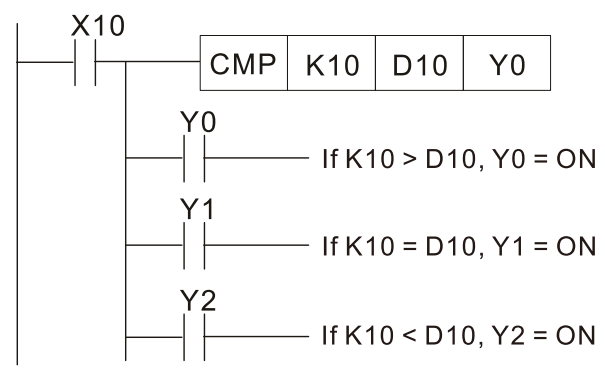 X10
CMP K10 D10 Y0
Y0
If K10 > D10, Y0 = ON
Y1
If K10 = D10, Y1 = ON
Y2
If K10 < D10, Y2 = ON